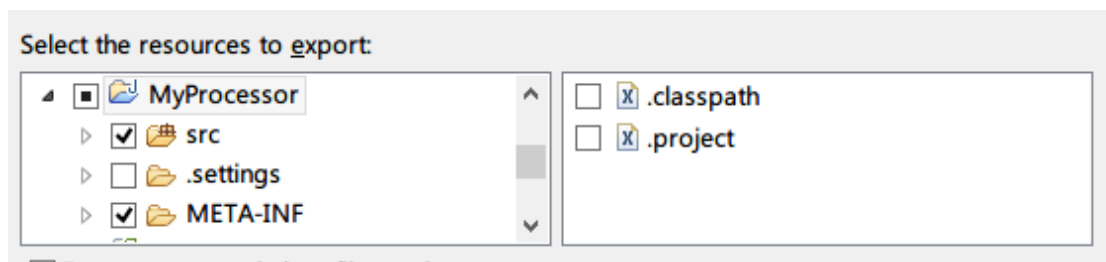 Select the resources to export:
MyProcessor
src
.settings
META-INF
.classpath
.project